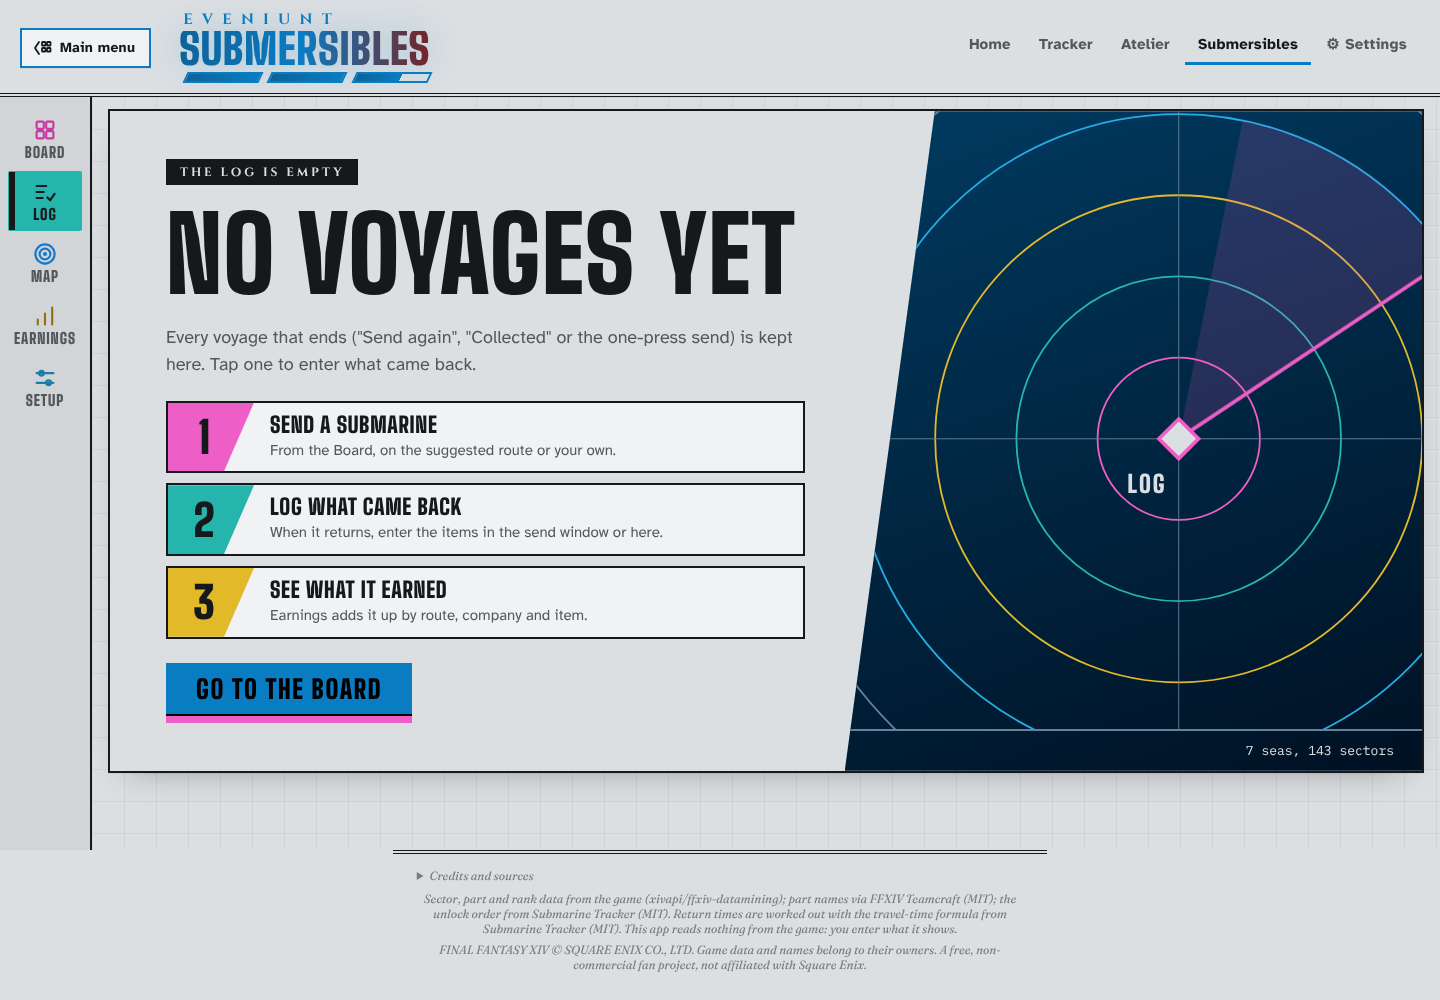 Main menu
EVENIUNT
SUBMERSIBLES
Home
Tracker
Atelier
Submersibles
⚙ Settings
BOARD
LOG
MAP
EARNINGS
SETUP
THE LOG IS EMPTY
NO VOYAGES YET
Every voyage that ends ("Send again", "Collected" or the one-press send) is kept
here. Tap one to enter what came back.
1
SEND A SUBMARINE
From the Board, on the suggested route or your own.
2
LOG WHAT CAME BACK
When it returns, enter the items in the send window or here.
3
SEE WHAT IT EARNED
Earnings adds it up by route, company and item.
GO TO THE BOARD
LOG
7 seas, 143 sectors
▶ Credits and sources
Sector, part and rank data from the game (xivapi/ffxiv-datamining); part names via FFXIV Teamcraft (MIT); the
unlock order from Submarine Tracker (MIT). Return times are worked out with the travel-time formula from
Submarine Tracker (MIT). This app reads nothing from the game: you enter what it shows.
FINAL FANTASY XIV © SQUARE ENIX CO., LTD. Game data and names belong to their owners. A free, non-
commercial fan project, not affiliated with Square Enix.